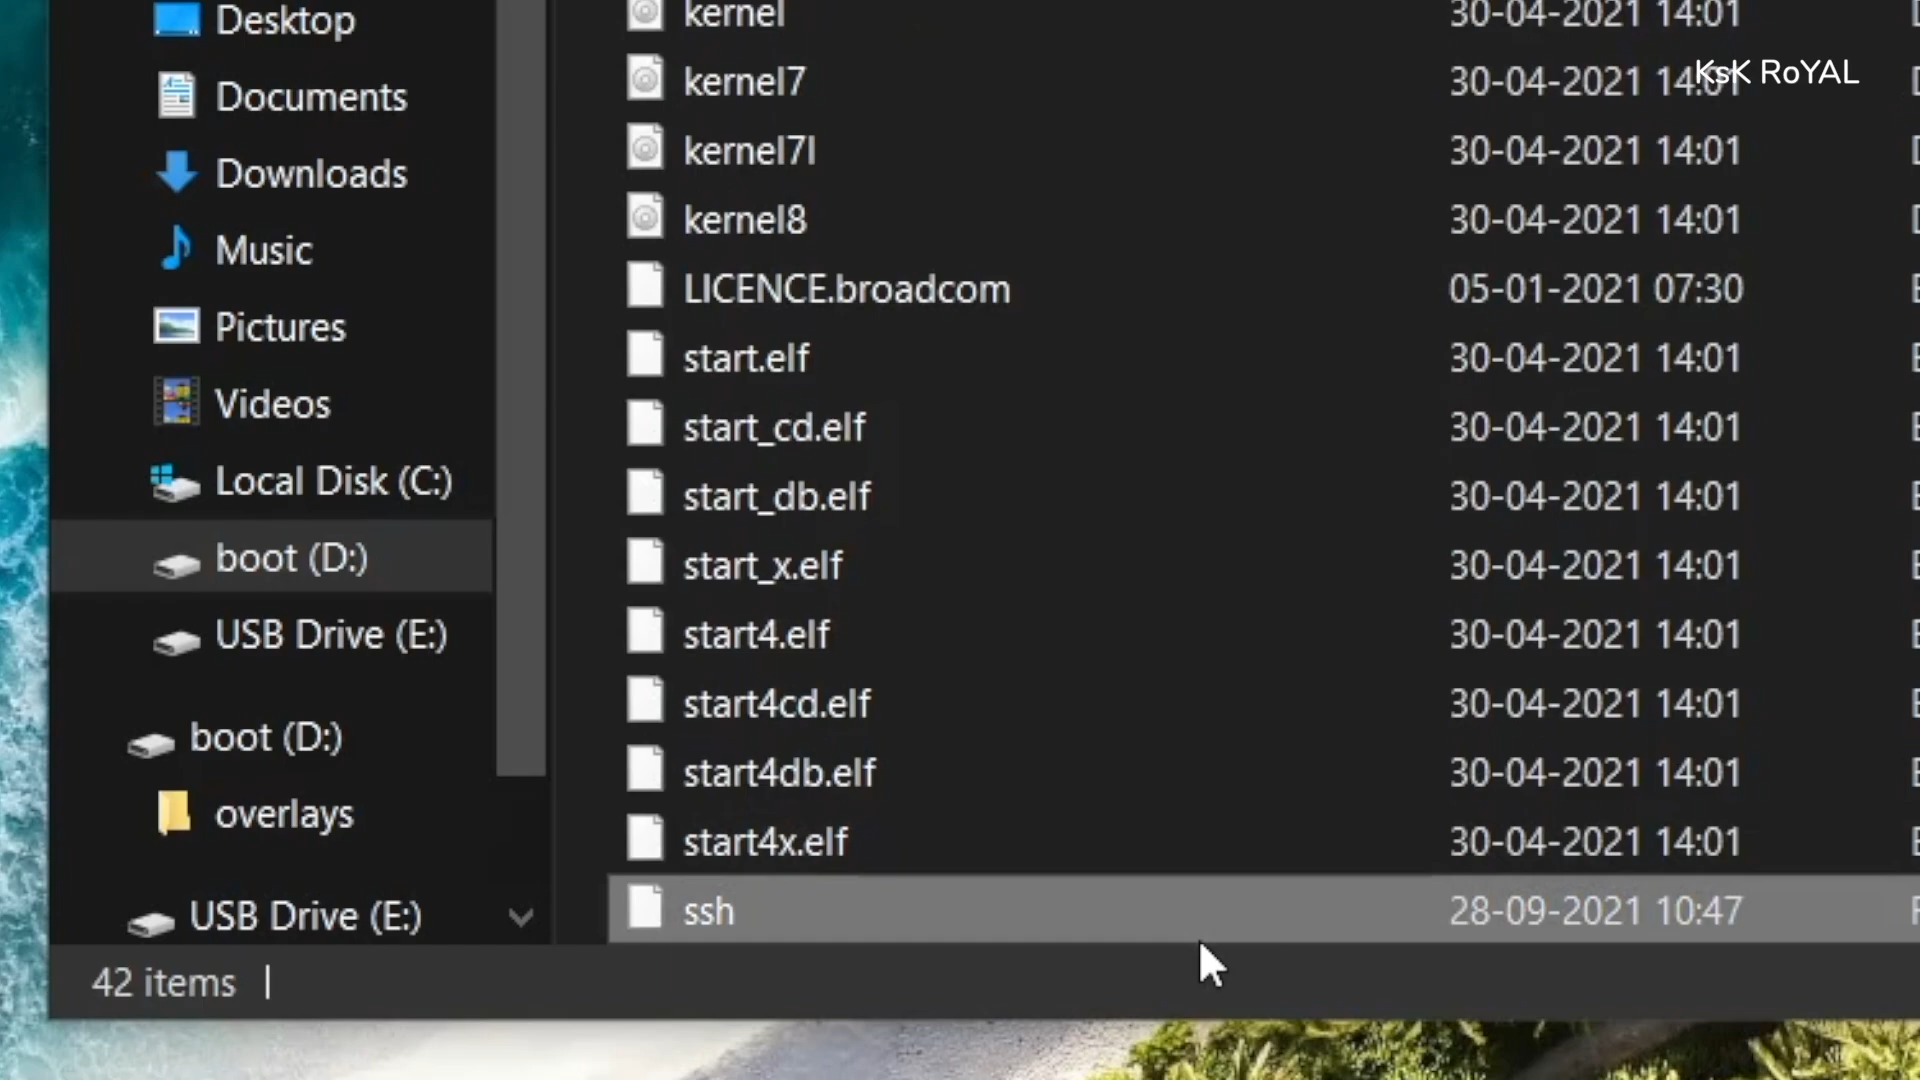 Desktop
Documents
Downloads
Music
Pictures
Videos
Local Disk (C:)
boot (D:)
USB Drive (E:)
boot (D:)
overlays
USB Drive (E:)
42 items
kernel 30-04-2021 14:01
kernel7 30-04-2021 14:01
kernel7l 30-04-2021 14:01
kernel8 30-04-2021 14:01
LICENCE.broadcom 05-01-2021 07:30
start.elf 30-04-2021 14:01
start_cd.elf 30-04-2021 14:01
start_db.elf 30-04-2021 14:01
start_x.elf 30-04-2021 14:01
start4.elf 30-04-2021 14:01
start4cd.elf 30-04-2021 14:01
start4db.elf 30-04-2021 14:01
start4x.elf 30-04-2021 14:01
ssh 28-09-2021 10:47
KsK RoYAL